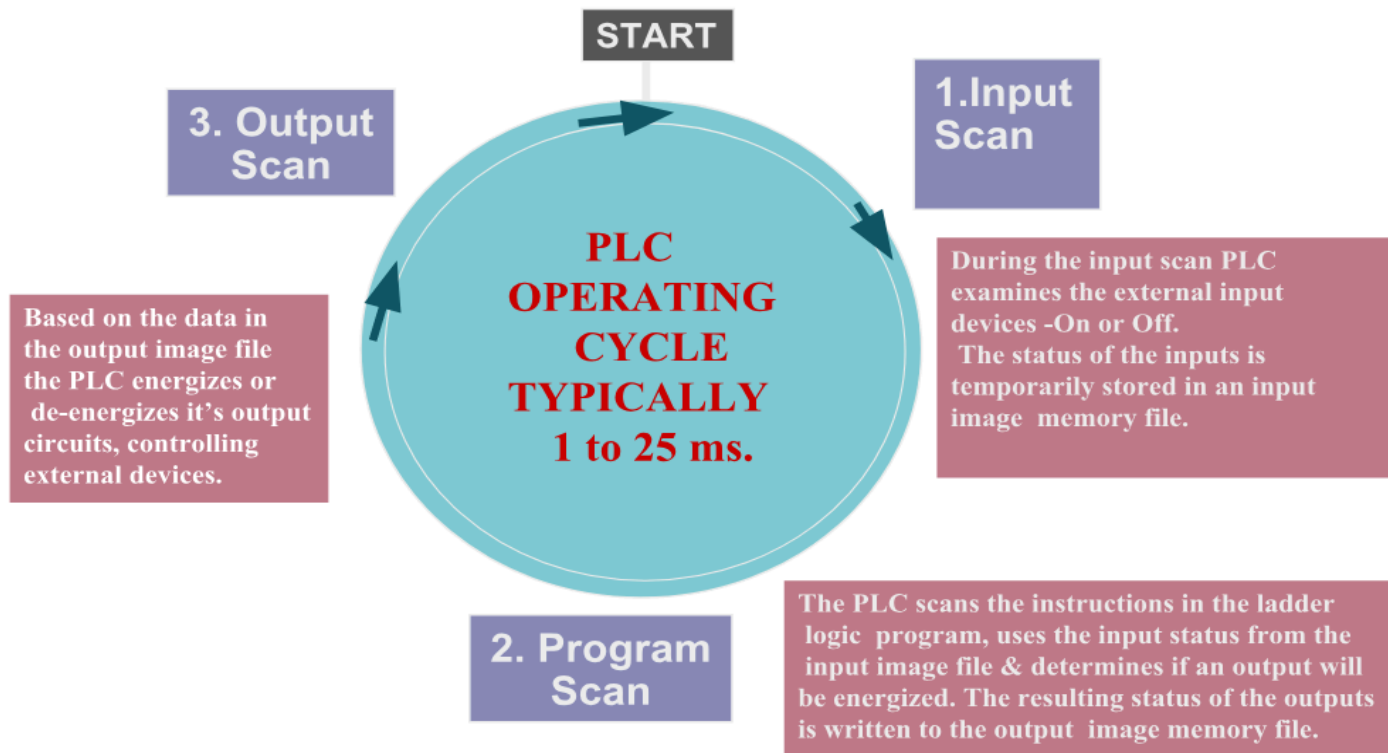 START
1.Input
Scan
During the input scan PLC
examines the external input
devices -On or Off.
The status of the inputs is
temporarily stored in an input
image memory file.
PLC
OPERATING
CYCLE
TYPICALLY
1 to 25 ms.
2. Program
Scan
The PLC scans the instructions in the ladder
logic program, uses the input status from the
input image file & determines if an output will
be energized. The resulting status of the outputs
is written to the output image memory file.
3. Output
Scan
Based on the data in
the output image file
the PLC energizes or
de-energizes it’s output
circuits, controlling
external devices.